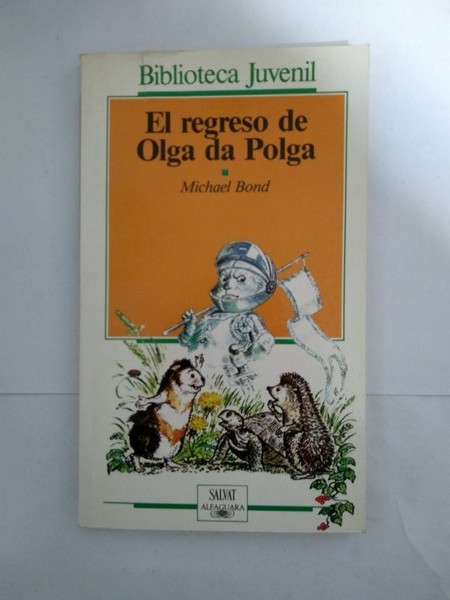 Biblioteca Juvenil
El regreso de
Olga da Polga
Michael Bond
SALVAT
ALFAGUARA